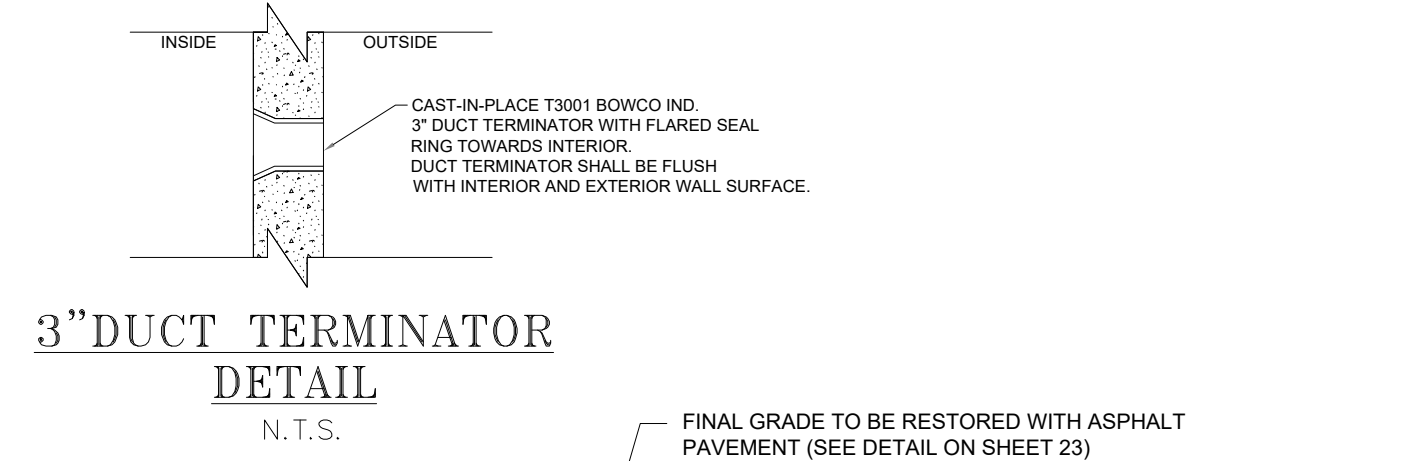 INSIDE
OUTSIDE
CAST-IN-PLACE T3001 BOWCO IND.
3" DUCT TERMINATOR WITH FLARED SEAL
RING TOWARDS INTERIOR.
DUCT TERMINATOR SHALL BE FLUSH
WITH INTERIOR AND EXTERIOR WALL SURFACE.
3”DUCT TERMINATOR
DETAIL
N.T.S.
FINAL GRADE TO BE RESTORED WITH ASPHALT
PAVEMENT (SEE DETAIL ON SHEET 23)